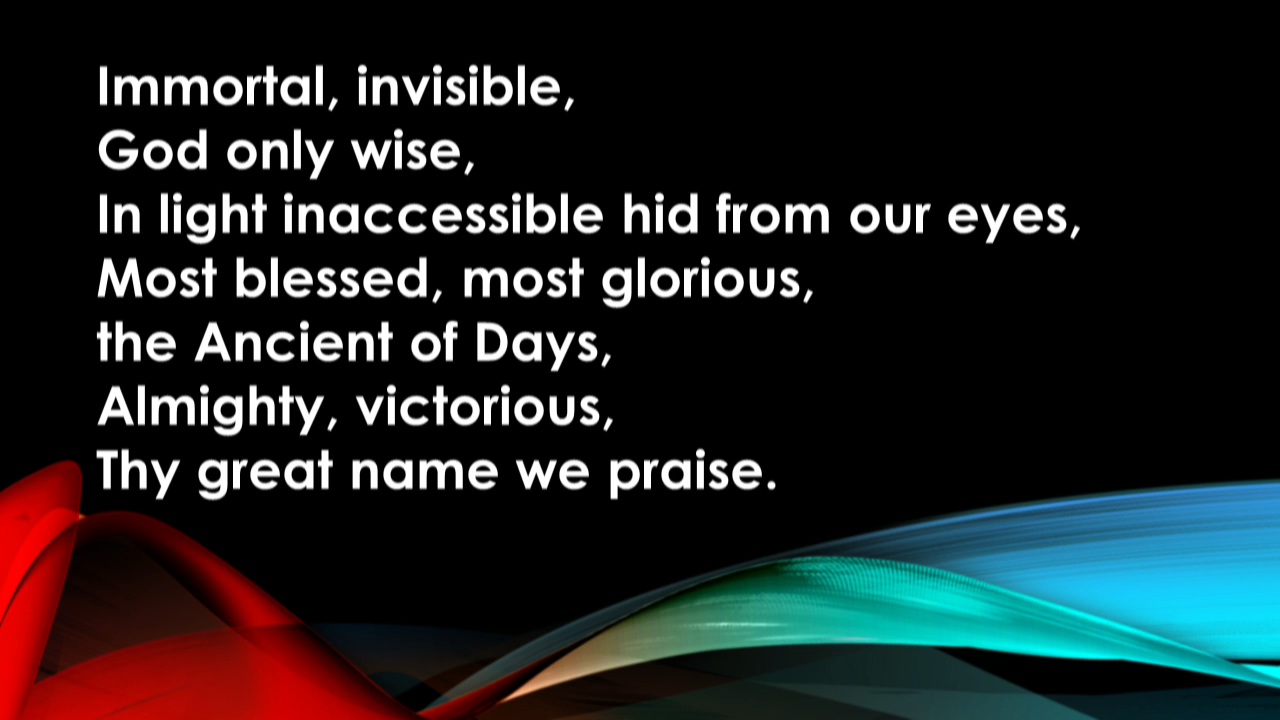 Immortal, invisible,
God only wise,
In light inaccessible hid from our eyes,
Most blessed, most glorious,
the Ancient of Days,
Almighty, victorious,
Thy great name we praise.